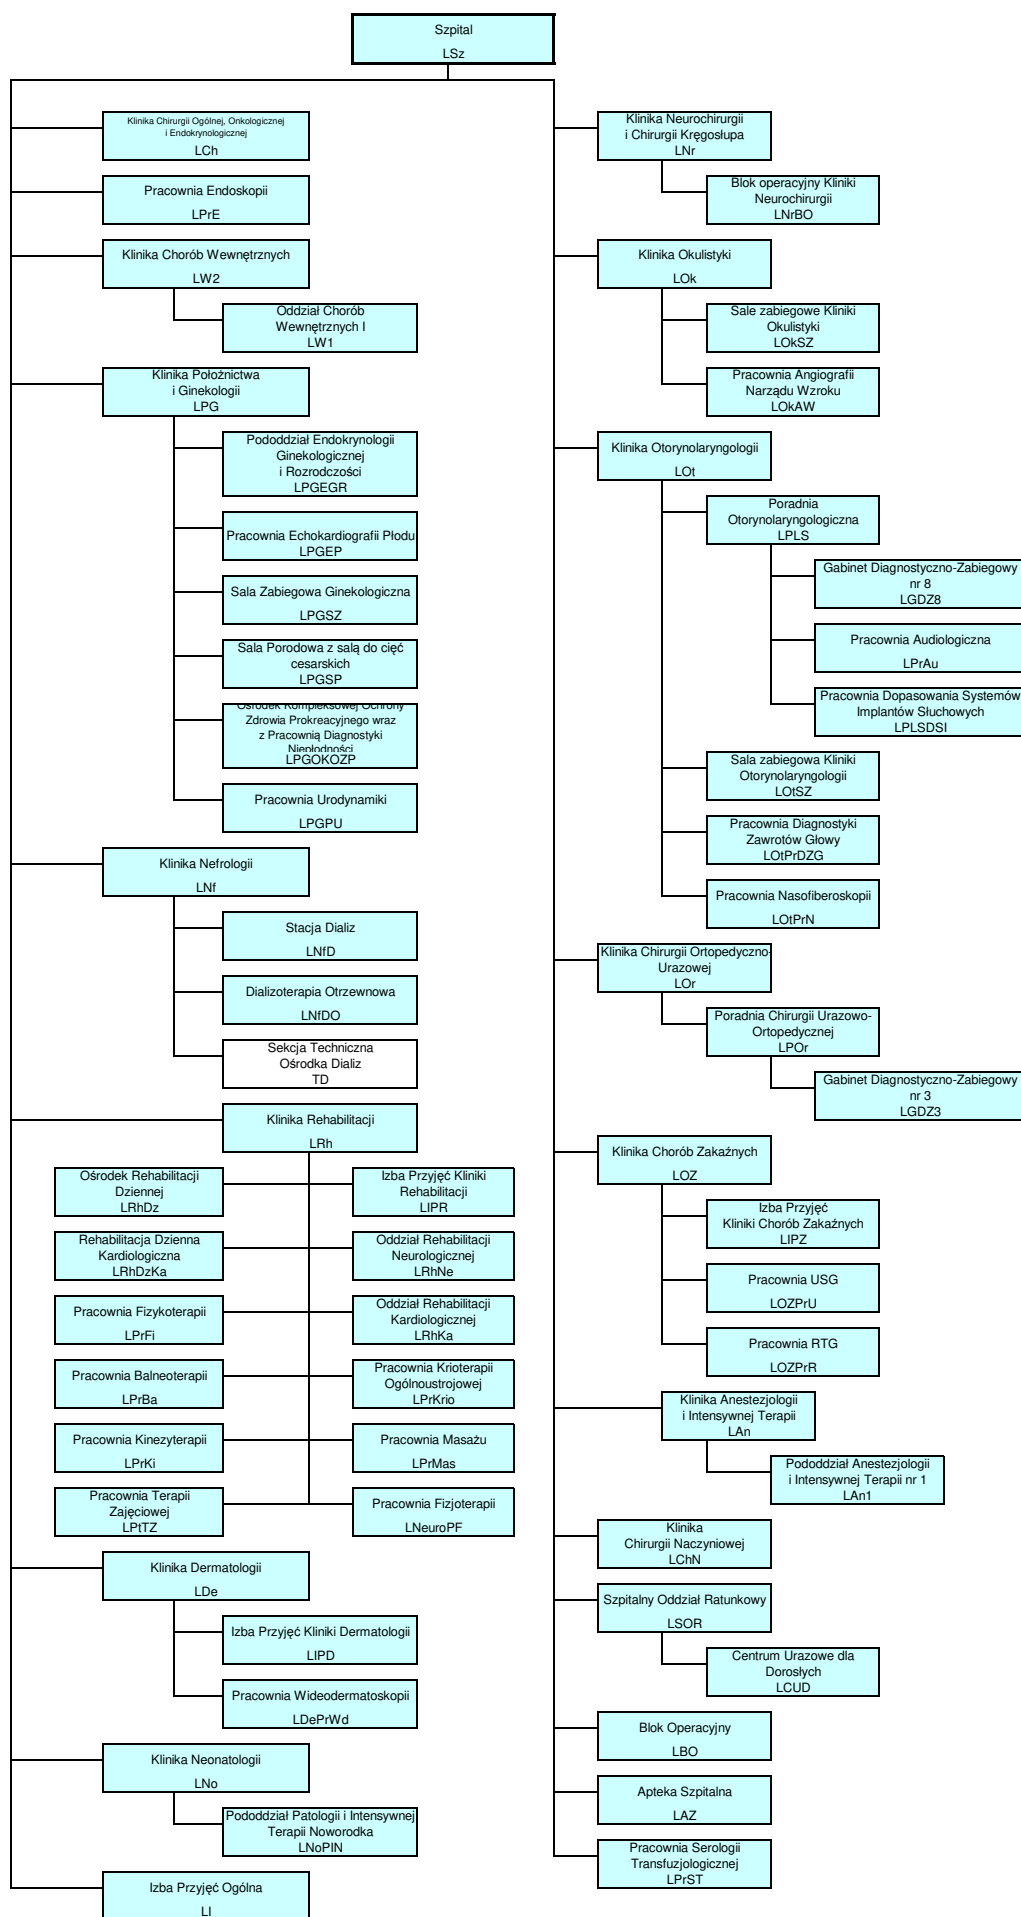 Szpital
LSz
Klinika Chirurgii Ogólnej, Onkologicznej
i Endokrynologicznej
LCh
Pracownia Endoskopii
LPrE
Klinika Chorób Wewnętrznych
LW2
Oddział Chorób
Wewnętrznych I
LW1
Klinika Położnictwa
i Ginekologii
LPG
Pododdział Endokrynologii
Ginekologicznej
i Rozrodczości
LPGEGR
Pracownia Echokardiografii Płodu
LPGEP
Sala Zabiegowa Ginekologiczna
LPGSZ
Sala Porodowa z salą do cięć
cesarskich
LPGSP
Ośrodek Kompleksowej Ochrony
Zdrowia Prokreacyjnego wraz
z Pracownią Diagnostyki
Niepłodności
LPGOKOZP
Pracownia Urodynamiki
LPGPU
Klinika Nefrologii
LNf
Stacja Dializ
LNfD
Dializoterapia Otrzewnowa
LNfDO
Sekcja Techniczna
Ośrodka Dializ
TD
Klinika Rehabilitacji
LRh
Ośrodek Rehabilitacji
Dziennej
LRhDz
Izba Przyjęć Kliniki
Rehabilitacji
LIPR
Rehabilitacja Dzienna
Kardiologiczna
LRhDzKa
Oddział Rehabilitacji
Neurologicznej
LRhNe
Pracownia Fizykoterapii
LPrFi
Oddział Rehabilitacji
Kardiologicznej
LRhKa
Pracownia Balneoterapii
LPrBa
Pracownia Krioterapii
Ogólnoustrojowej
LPrKrio
Pracownia Kinezyterapii
LPrKi
Pracownia Masażu
LPrMas
Pracownia Terapii
Zajęciowej
LPtTZ
Pracownia Fizjoterapii
LNeuroPF
Klinika Dermatologii
LDe
Izba Przyjęć Kliniki Dermatologii
LIPD
Pracownia Wideodermatoskopii
LDePrWd
Klinika Neonatologii
LNo
Pododdział Patologii i Intensywnej
Terapii Noworodka
LNoPIN
Izba Przyjęć Ogólna
LI
Klinika Neurochirurgii
i Chirurgii Kręgosłupa
LNr
Blok operacyjny Kliniki
Neurochirurgii
LNrBO
Klinika Okulistyki
LOk
Sale zabiegowe Kliniki
Okulistyki
LOkSZ
Pracownia Angiografii
Narządu Wzroku
LOkAW
Klinika Otorynolaryngologii
LOt
Poradnia
Otorynolaryngologiczna
LPLS
Gabinet Diagnostyczno-Zabiegowy
nr 8
LGDZ8
Pracownia Audiologiczna
LPrAu
Pracownia Dopasowania Systemów
Implantów Słuchowych
LPLSDSI
Sala zabiegowa Kliniki
Otorynolaryngologii
LOtSZ
Pracownia Diagnostyki
Zawrotów Głowy
LOtPrDZG
Pracownia Nasofiberoskopii
LOtPrN
Klinika Chirurgii Ortopedyczno-
Urazowej
LOr
Poradnia Chirurgii Urazowo-
Ortopedycznej
LPOr
Gabinet Diagnostyczno-Zabiegowy
nr 3
LGDZ3
Klinika Chorób Zakaźnych
LOZ
Izba Przyjęć
Kliniki Chorób Zakaźnych
LIPZ
Pracownia USG
LOZPrU
Pracownia RTG
LOZPrR
Klinika Anestezjologii
i Intensywnej Terapii
LAn
Pododdział Anestezjologii
i Intensywnej Terapii nr 1
LAn1
Klinika
Chirurgii Naczyniowej
LChN
Szpitalny Oddział Ratunkowy
LSOR
Centrum Urazowe dla
Dorosłych
LCUD
Blok Operacyjny
LBO
Apteka Szpitalna
LAZ
Pracownia Serologii
Transfuzjologicznej
LPrST